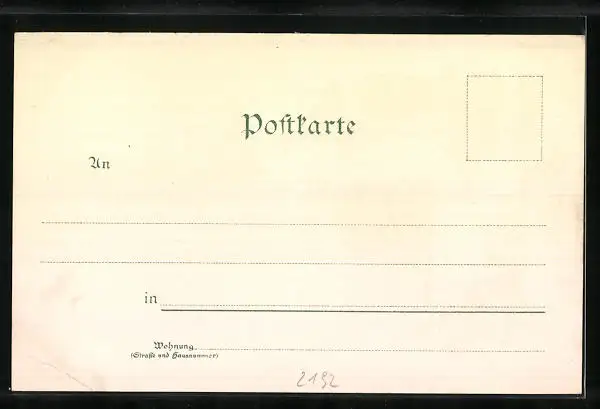 Postkarte
An
in
Wohnung
(Straße und Hausnummer)
2192